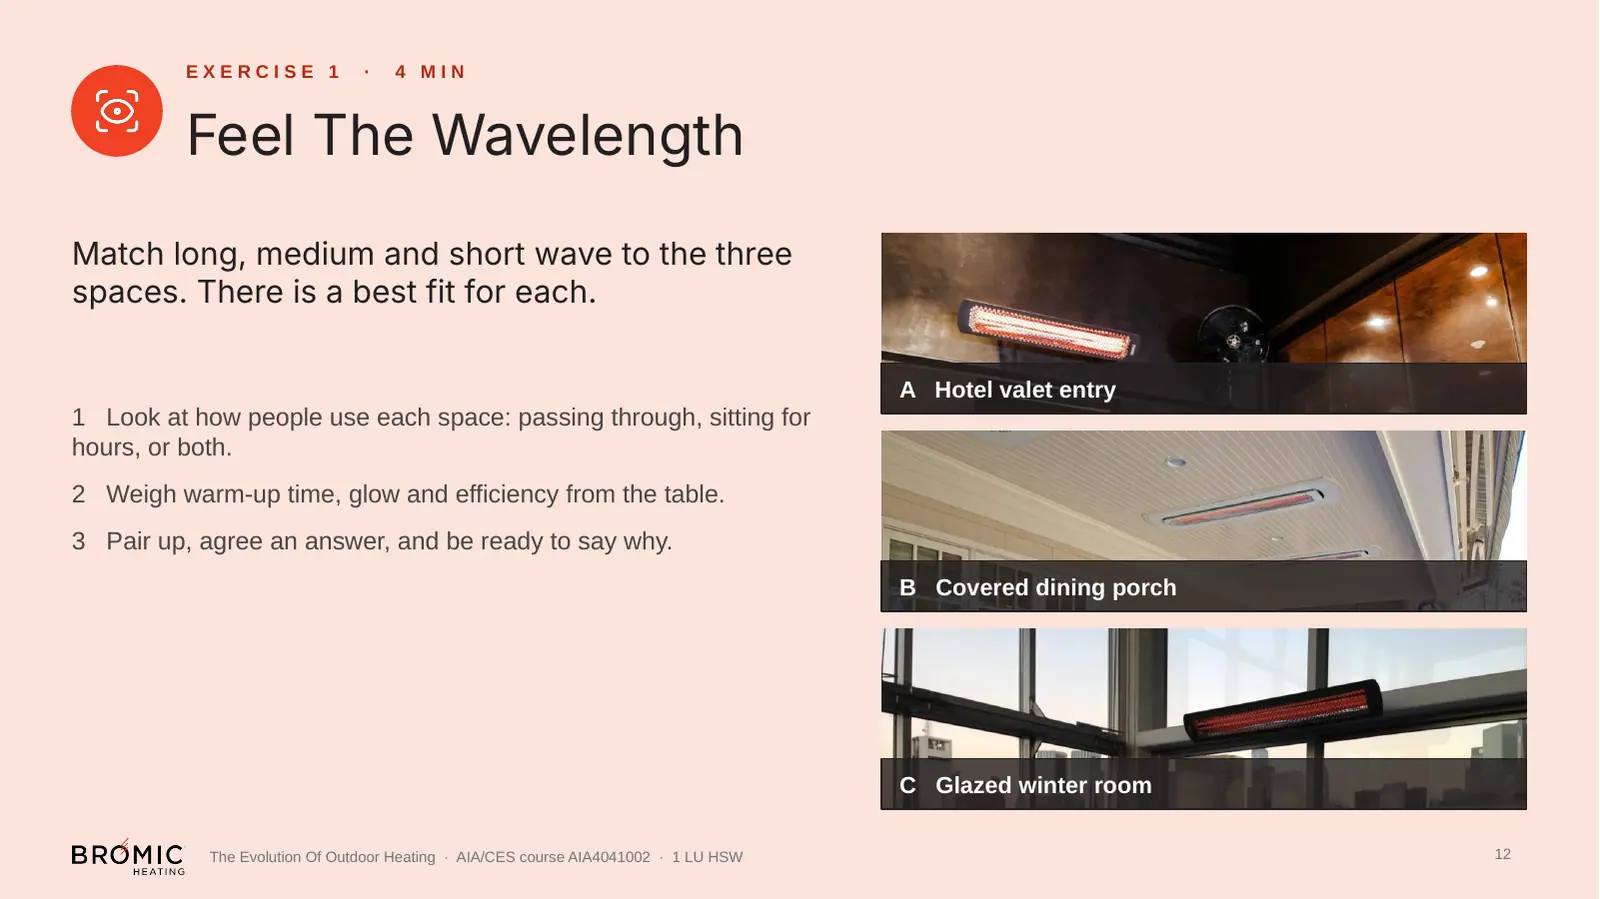 EXERCISE 1 · 4 MIN
Feel The Wavelength
Match long, medium and short wave to the three
spaces. There is a best fit for each.
1 Look at how people use each space: passing through, sitting for
hours, or both.
2 Weigh warm-up time, glow and efficiency from the table.
3 Pair up, agree an answer, and be ready to say why.
A Hotel valet entry
B Covered dining porch
C Glazed winter room
BROMIC
HEATING
The Evolution Of Outdoor Heating · AIA/CES course AIA4041002 · 1 LU HSW
12